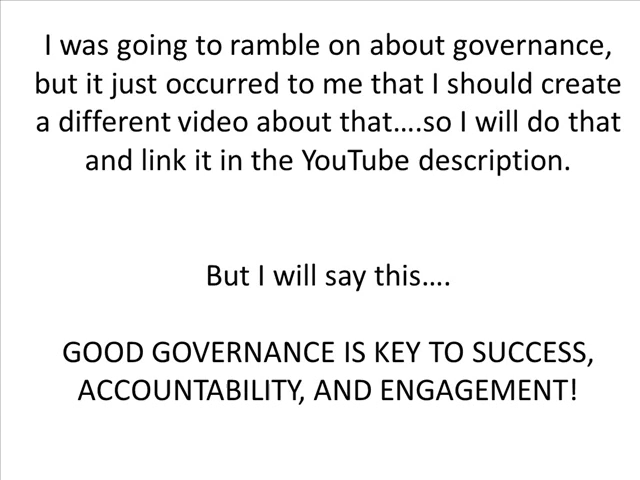 I was going to ramble on about governance,
but it just occurred to me that I should create
a different video about that....so I will do that
and link it in the YouTube description.
But I will say this....
GOOD GOVERNANCE IS KEY TO SUCCESS,
ACCOUNTABILITY, AND ENGAGEMENT!